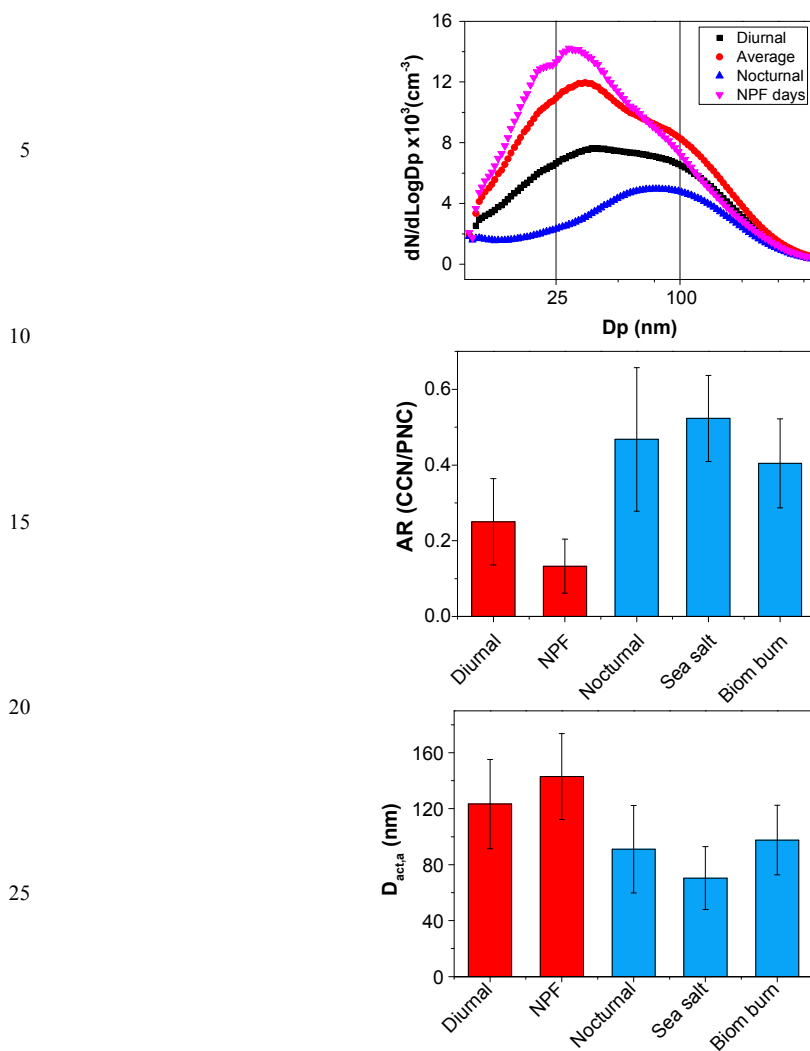 16
12
8
4
0
dN/dLogDp x10³(cm⁻³)
Diurnal
Average
Nocturnal
NPF days
25 100
Dp (nm)
0.6
0.4
0.2
0.0
AR (CCN/PNC)
Diurnal
NPF
Nocturnal
Sea salt
Biom burn
160
120
80
40
0
D act,a (nm)
Diurnal
NPF
Nocturnal
Sea salt
Biom burn
5
10
15
20
25